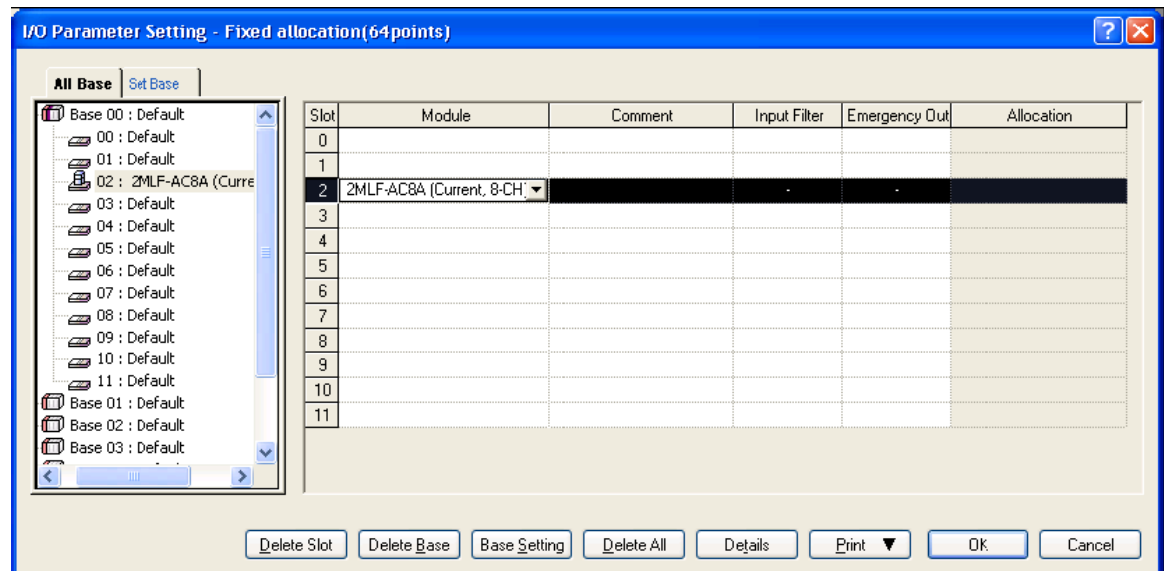 I/O Parameter Setting - Fixed allocation(64points)
All Base Set Base
Base 00 : Default
00 : Default
01 : Default
02 : 2MLF-AC8A (Curre
03 : Default
04 : Default
05 : Default
06 : Default
07 : Default
08 : Default
09 : Default
10 : Default
11 : Default
Base 01 : Default
Base 02 : Default
Base 03 : Default
Slot Module Comment Input Filter Emergency Out Allocation
0
1
2 2MLF-AC8A (Current, 8-CH) - -
3
4
5
6
7
8
9
10
11
Delete Slot Delete Base Base Setting Delete All Details Print ▼ OK Cancel